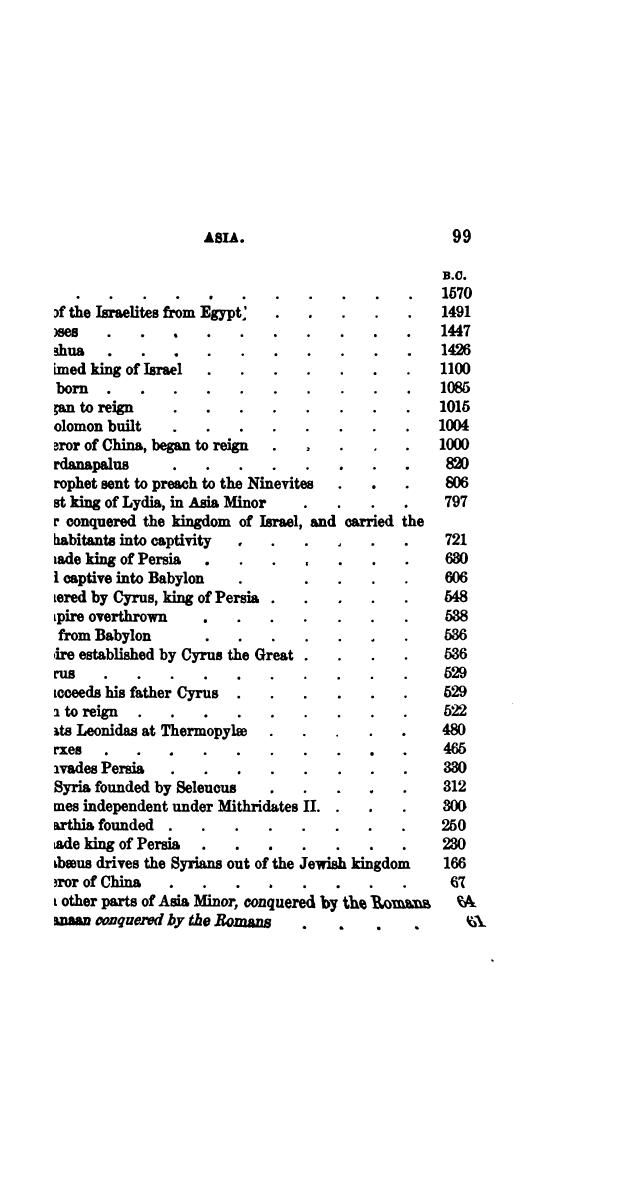 ASIA. 99
B.C.
. . . . . . . . . . . 1570
of the Israelites from Egypt . . . . . 1491
oses . . . . . . . . . . 1447
shua . . . . . . . . . . 1426
imed king of Israel . . . . . . . 1100
born . . . . . . . . . . 1085
gan to reign . . . . . . . . 1015
olomon built . . . . . . . . 1004
eror of China, began to reign . . . . . 1000
rdanapalus . . . . . . . . 820
rophet sent to preach to the Ninevites . . . 806
st king of Lydia, in Asia Minor . . . . 797
r conquered the kingdom of Israel, and carried the
habitants into captivity . . . . . . 721
ade king of Persia . . . . . . . 630
l captive into Babylon . . . . . 606
ered by Cyrus, king of Persia . . . . . 548
pire overthrown . . . . . . . 538
from Babylon . . . . . . . 536
ire established by Cyrus the Great . . . . 536
rus . . . . . . . . . . 529
cceeds his father Cyrus . . . . . . 529
n to reign . . . . . . . . . 522
ats Leonidas at Thermopylæ . . . . . 480
rxes . . . . . . . . . . 465
nvades Persia . . . . . . . . 330
Syria founded by Seleucus . . . . . 312
mes independent under Mithridates II. . . . 300
arthia founded . . . . . . . . 250
ade king of Persia . . . . . . . 230
abæus drives the Syrians out of the Jewish kingdom 166
eror of China . . . . . . . . 67
other parts of Asia Minor, conquered by the Romans 64
anaan conquered by the Romans . . . . 61